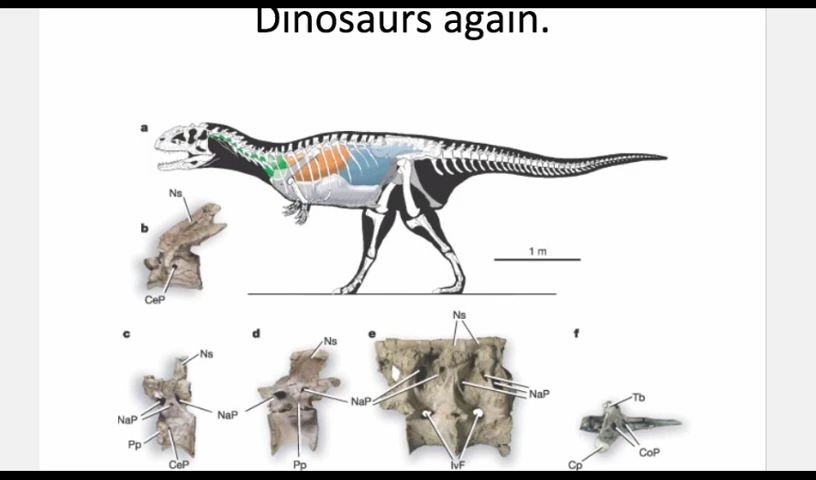 Dinosaurs again.
a
Ns
b
1 m
CeP
Ns
c
d
e
f
Ns
Ns
Tb
NaP
NaP
NaP
NaP
Pp
CoP
CeP
Pp
IvF
Cp